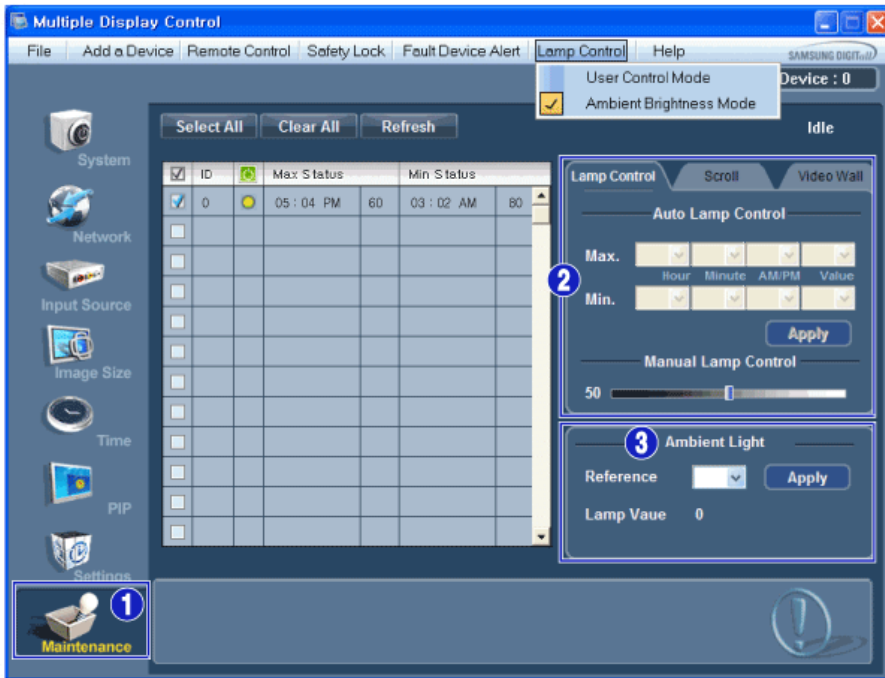 Multiple Display Control
File Add a Device Remote Control Safety Lock Fault Device Alert Lamp Control Help SAMSUNG DIGITall
User Control Mode
Ambient Brightness Mode
Device : 0
Select All Clear All Refresh Idle
System
Network
Input Source
Image Size
Time
PIP
Settings
1
Maintenance
ID Max Status Min Status
0 05 : 04 PM 60 03 : 02 AM 80
2
Lamp Control Scroll Video Wall
Auto Lamp Control
Max.
Hour Minute AM/PM Value
Min.
Apply
Manual Lamp Control
50
3 Ambient Light
Reference Apply
Lamp Vaue 0